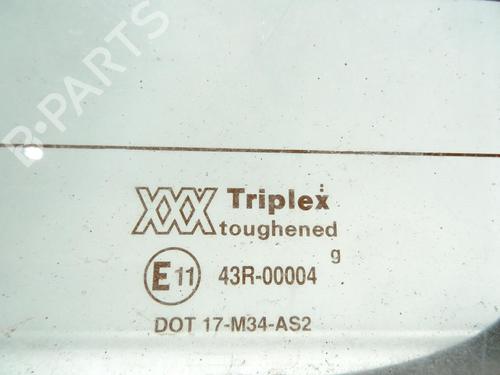 B-PARTS
XXX Triplex
toughened
g
E11 43R-00004
DOT 17-M34-AS2